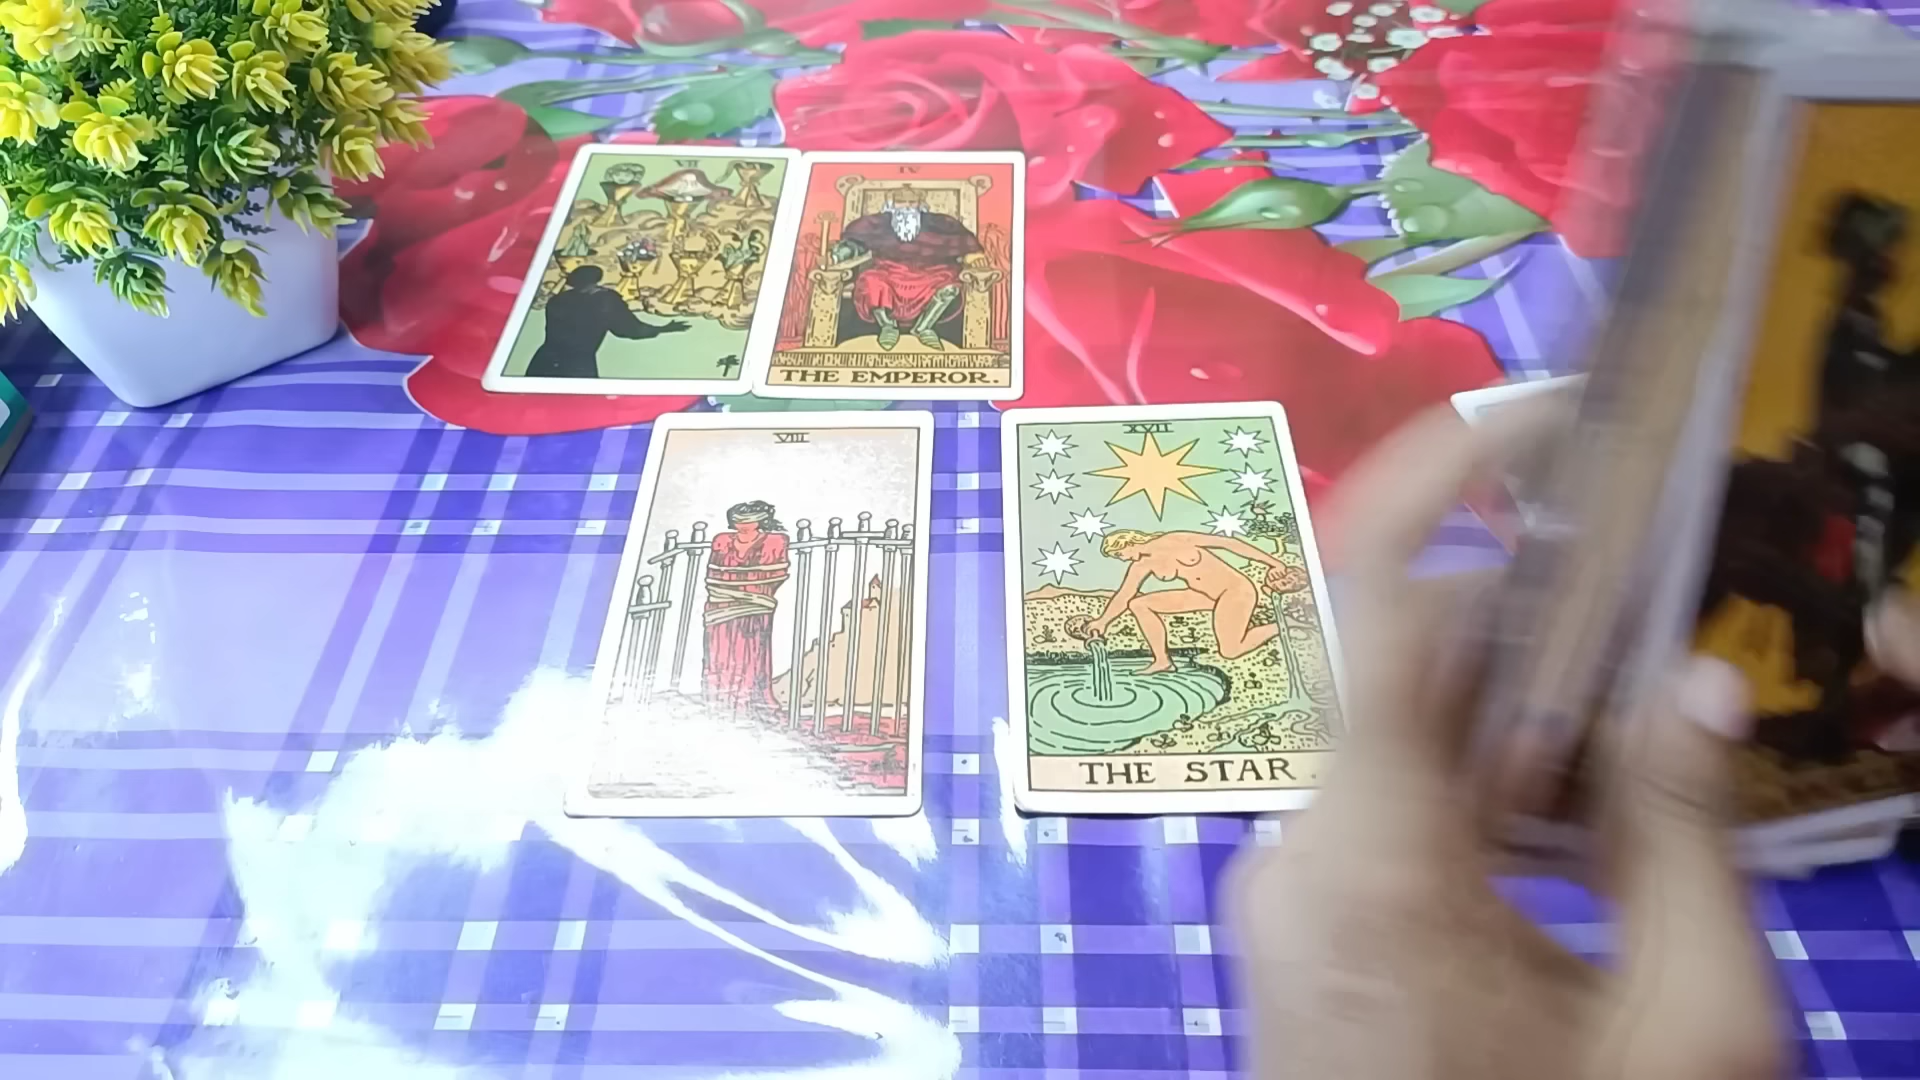 VII
IV
THE EMPEROR.
VIII
XVII
THE STAR.